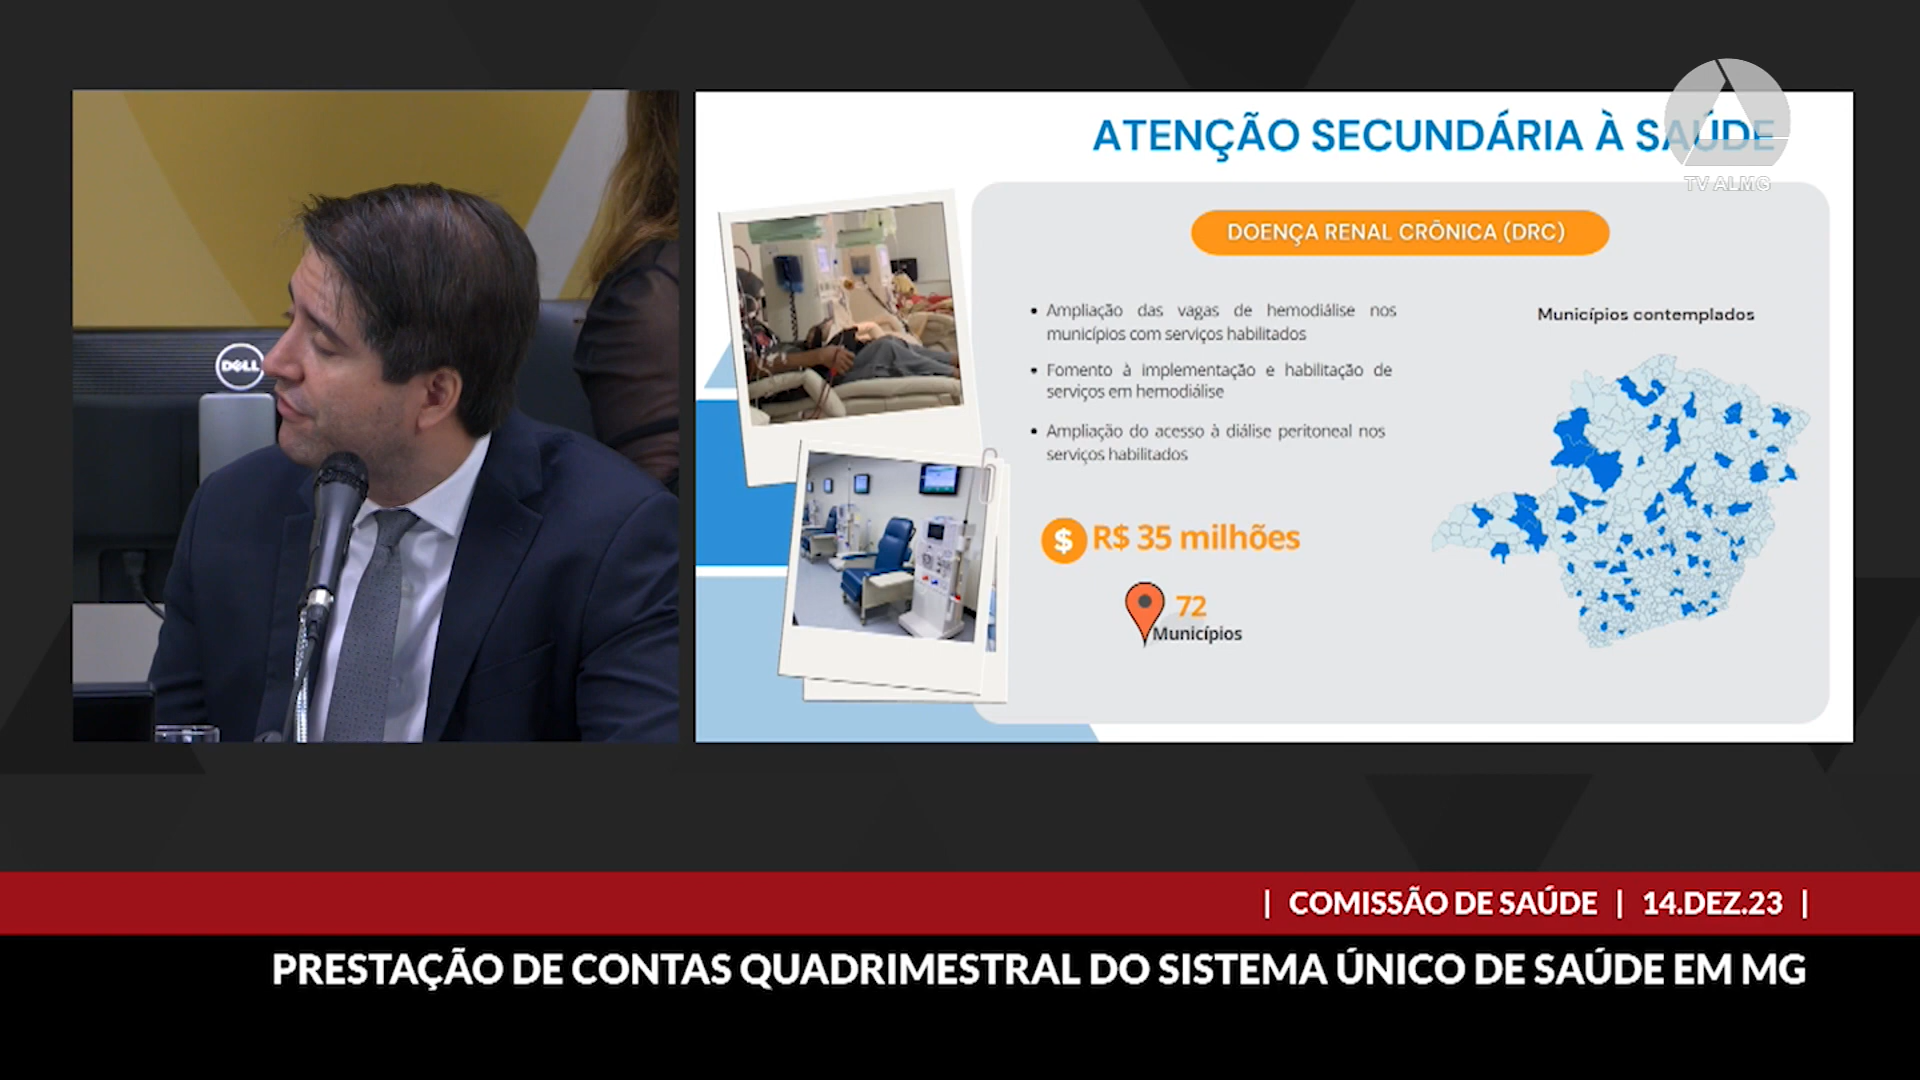 DELL
ATENÇÃO SECUNDÁRIA À SAÚDE
TV ALMG
DOENÇA RENAL CRÔNICA (DRC)
• Ampliação das vagas de hemodiálise nos
municípios com serviços habilitados
• Fomento à implementação e habilitação de
serviços em hemodiálise
• Ampliação do acesso à diálise peritoneal nos
serviços habilitados
Municípios contemplados
$ R$ 35 milhões
72
Municípios
| COMISSÃO DE SAÚDE | 14.DEZ.23 |
PRESTAÇÃO DE CONTAS QUADRIMESTRAL DO SISTEMA ÚNICO DE SAÚDE EM MG